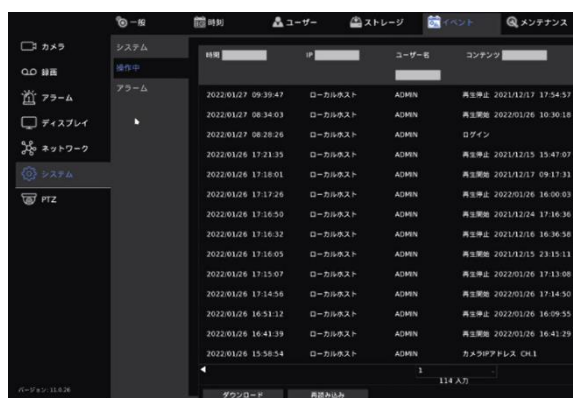 一般 時刻 ユーザー ストレージ イベント メンテナンス
カメラ
録画
アラーム
ディスプレイ
ネットワーク
システム
PTZ
システム
操作中
アラーム
時間 IP ユーザー名 コンテンツ
2022/01/27 09:39:47 ローカルホスト ADMIN 再生停止 2021/12/17 17:54:57
2022/01/27 08:34:03 ローカルホスト ADMIN 再生開始 2022/01/26 10:30:18
2022/01/27 08:28:26 ローカルホスト ADMIN ログイン
2022/01/26 17:21:35 ローカルホスト ADMIN 再生停止 2021/12/15 15:47:07
2022/01/26 17:18:01 ローカルホスト ADMIN 再生開始 2021/12/17 09:17:31
2022/01/26 17:17:26 ローカルホスト ADMIN 再生停止 2022/01/26 16:00:03
2022/01/26 17:16:50 ローカルホスト ADMIN 再生開始 2021/12/24 17:16:36
2022/01/26 17:16:32 ローカルホスト ADMIN 再生停止 2021/12/16 16:36:58
2022/01/26 17:16:05 ローカルホスト ADMIN 再生開始 2021/12/15 23:15:11
2022/01/26 17:15:07 ローカルホスト ADMIN 再生停止 2022/01/26 17:13:08
2022/01/26 17:14:56 ローカルホスト ADMIN 再生開始 2022/01/26 17:14:50
2022/01/26 16:51:12 ローカルホスト ADMIN 再生停止 2022/01/26 16:09:55
2022/01/26 16:41:39 ローカルホスト ADMIN 再生開始 2022/01/26 16:41:29
2022/01/26 15:58:54 ローカルホスト ADMIN カメラIPアドレス CH.1
1
114 入力
ダウンロード 再読み込み
バージョン: 11.0.26